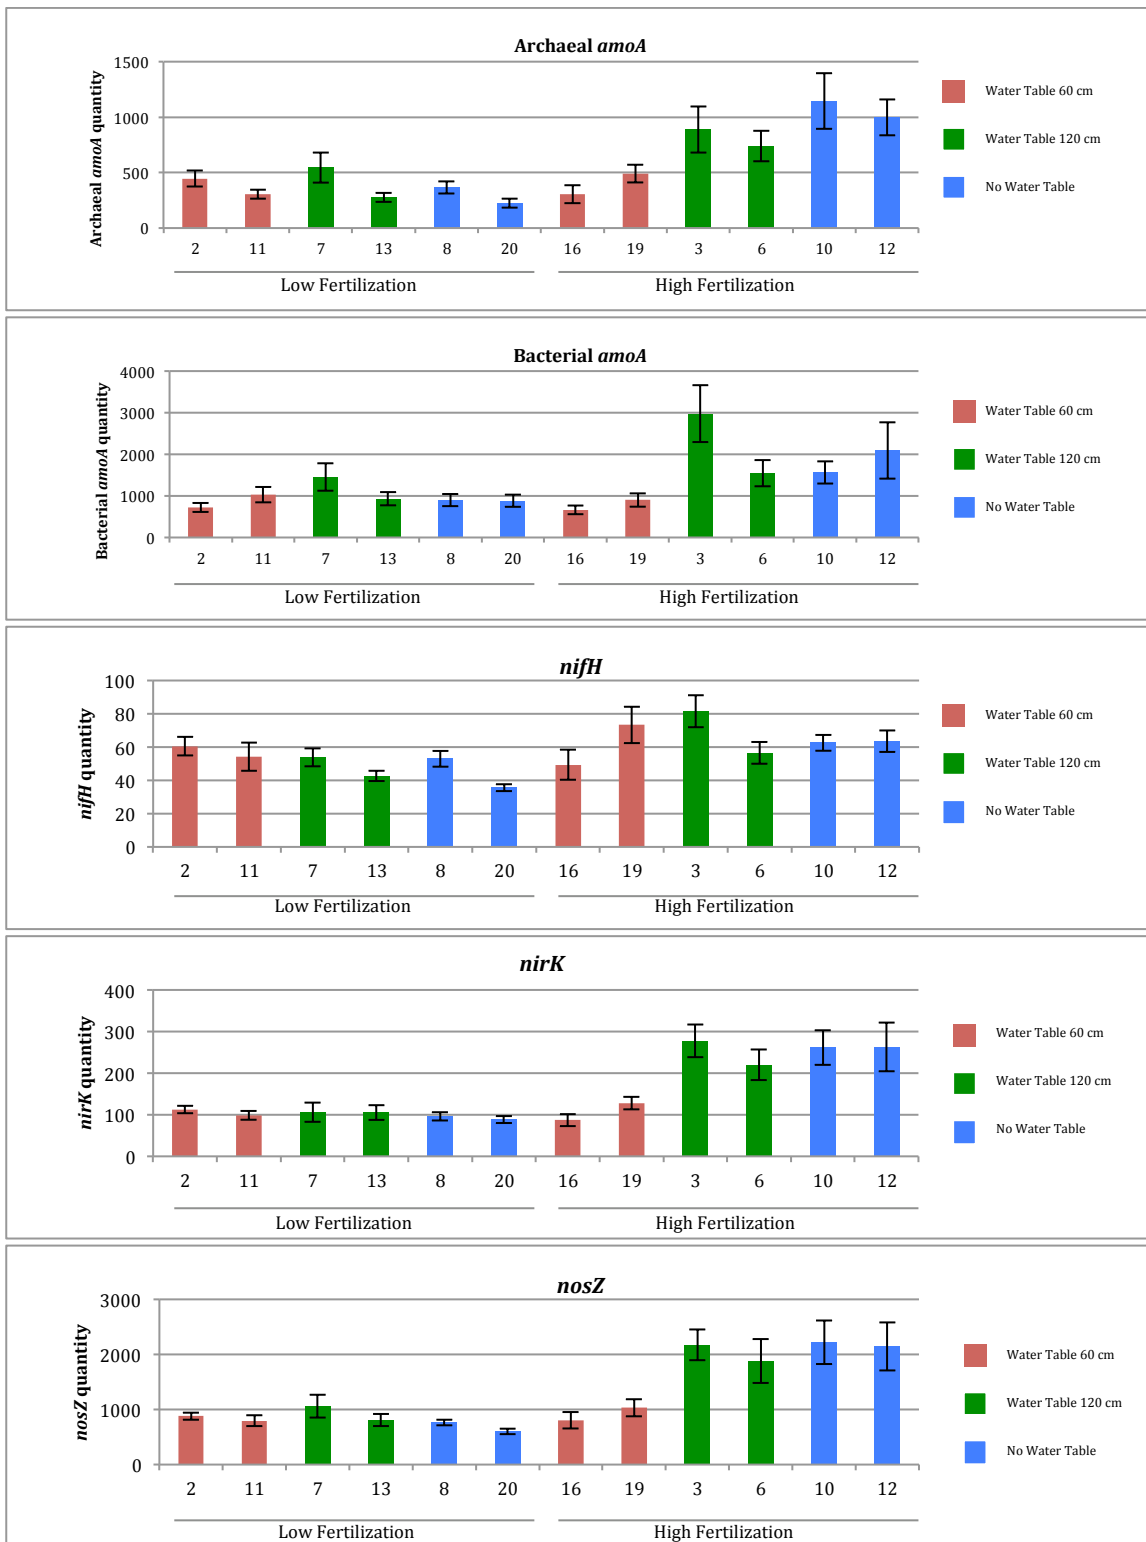 Archaeal amoA
Archaeal amoA quantity
1500
1000
500
0
2 11 7 13 8 20 16 19 3 6 10 12
Low Fertilization High Fertilization
Water Table 60 cm
Water Table 120 cm
No Water Table
Bacterial amoA
Bacterial amoA quantity
4000
3000
2000
1000
0
2 11 7 13 8 20 16 19 3 6 10 12
Low Fertilization High Fertilization
Water Table 60 cm
Water Table 120 cm
No Water Table
nifH
nifH quantity
100
80
60
40
20
0
2 11 7 13 8 20 16 19 3 6 10 12
Low Fertilization High Fertilization
Water Table 60 cm
Water Table 120 cm
No Water Table
nirK
nirK quantity
400
300
200
100
0
2 11 7 13 8 20 16 19 3 6 10 12
Low Fertilization High Fertilization
Water Table 60 cm
Water Table 120 cm
No Water Table
nosZ
nosZ quantity
3000
2000
1000
0
2 11 7 13 8 20 16 19 3 6 10 12
Low Fertilization High Fertilization
Water Table 60 cm
Water Table 120 cm
No Water Table